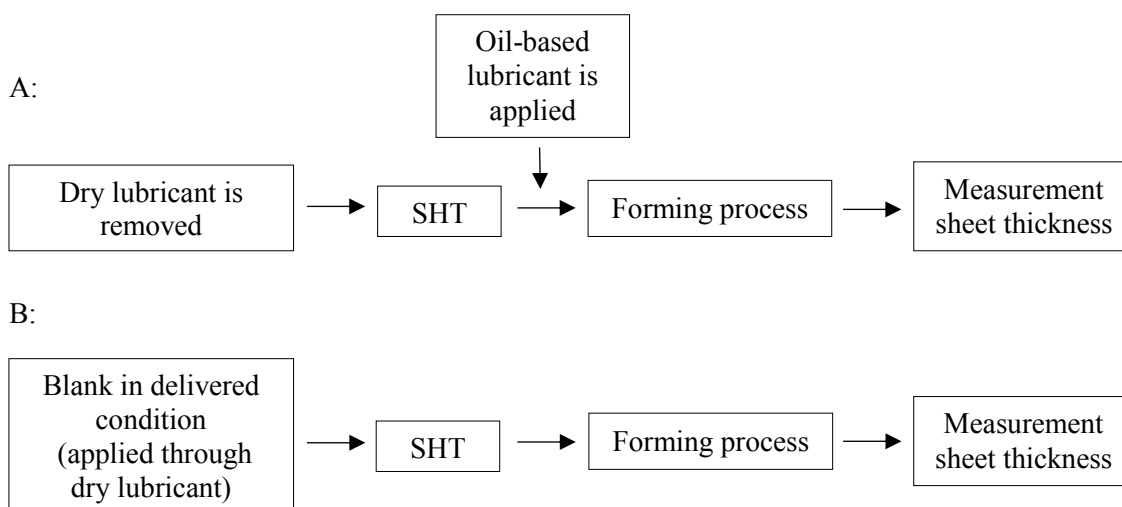 Oil-based
lubricant is
applied
A:
Dry lubricant is
removed
SHT
Forming process
Measurement
sheet thickness
B:
Blank in delivered
condition
(applied through
dry lubricant)
SHT
Forming process
Measurement
sheet thickness